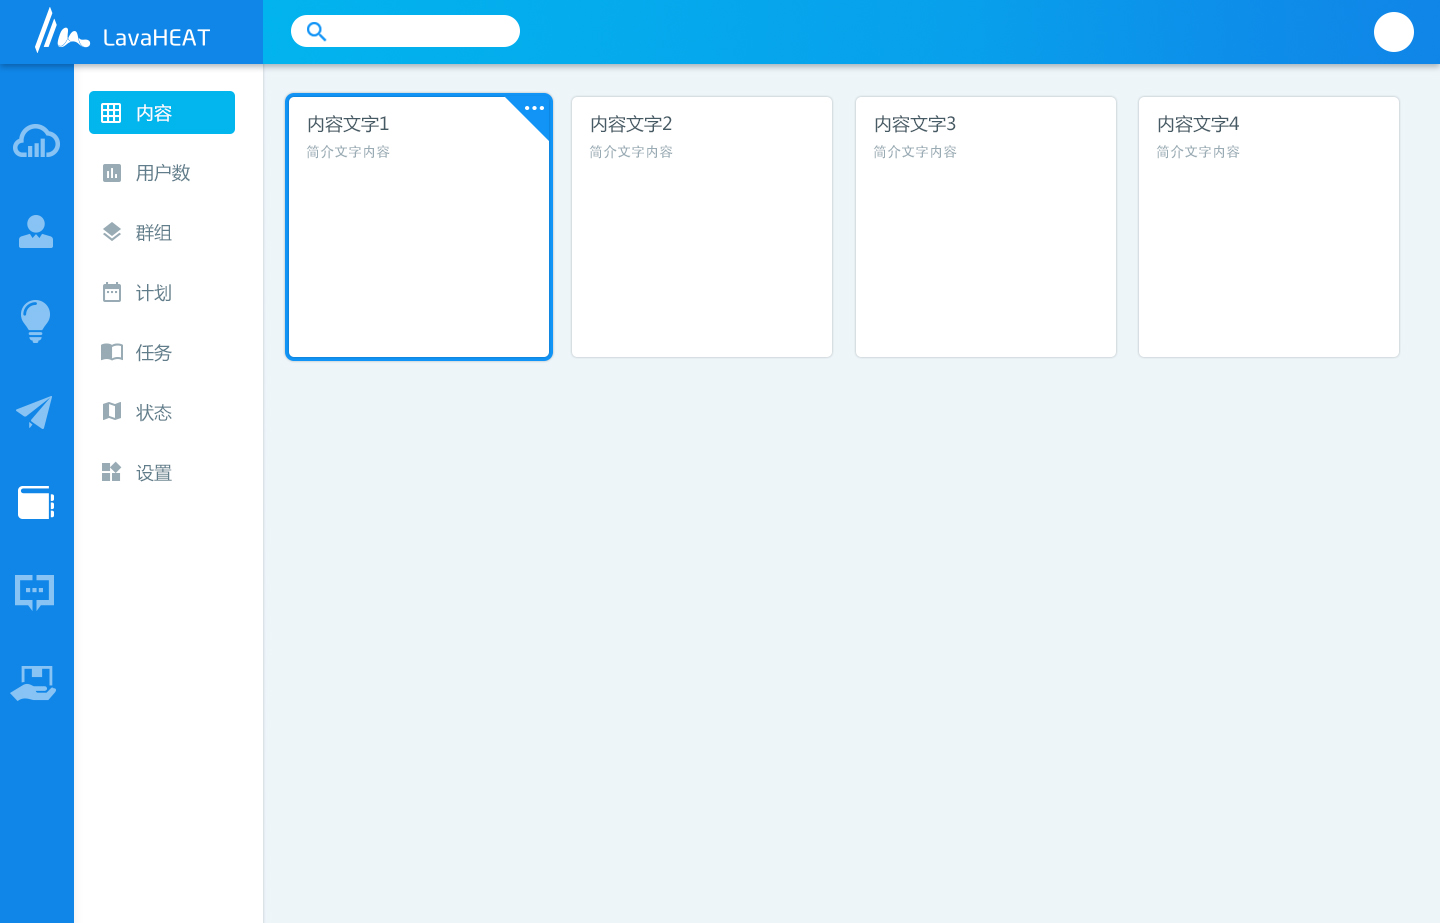 LavaHEAT
内容
用户数
群组
计划
任务
状态
设置
内容文字1
简介文字内容
内容文字2
简介文字内容
内容文字3
简介文字内容
内容文字4
简介文字内容